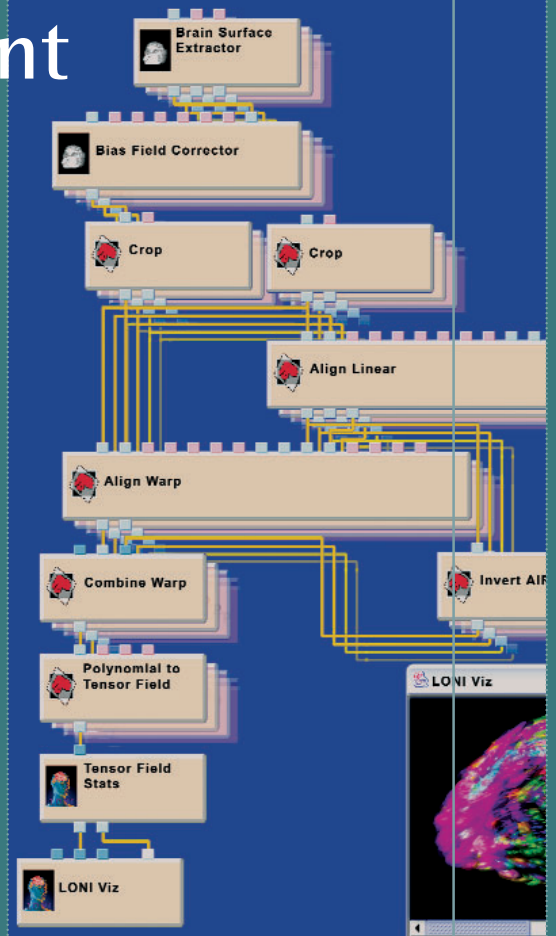 nt
Brain Surface
Extractor
Bias Field Corrector
Crop
Crop
Align Linear
Align Warp
Combine Warp
Invert AIR
Polynomial to
Tensor Field
LONI Viz
Tensor Field
Stats
LONI Viz